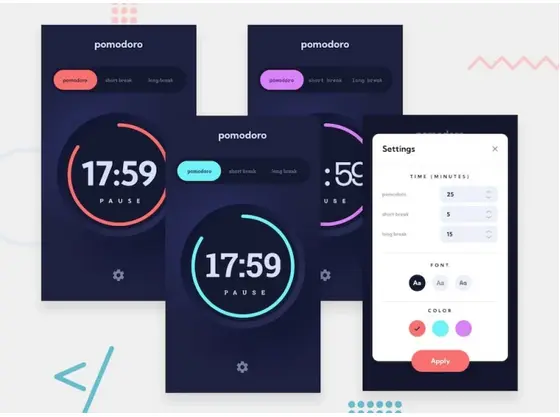 pomodoro
pomodoro short break long break
17:59
PAUSE
pomodoro
pomodoro short break long break
:59
pomodoro
pomodoro short break long break
17:59
PAUSE
pomodoro
Settings
TIME (MINUTES)
pomodoro 25
short break 5
long break 15
FONT
Aa Aa Aa
COLOR
Apply